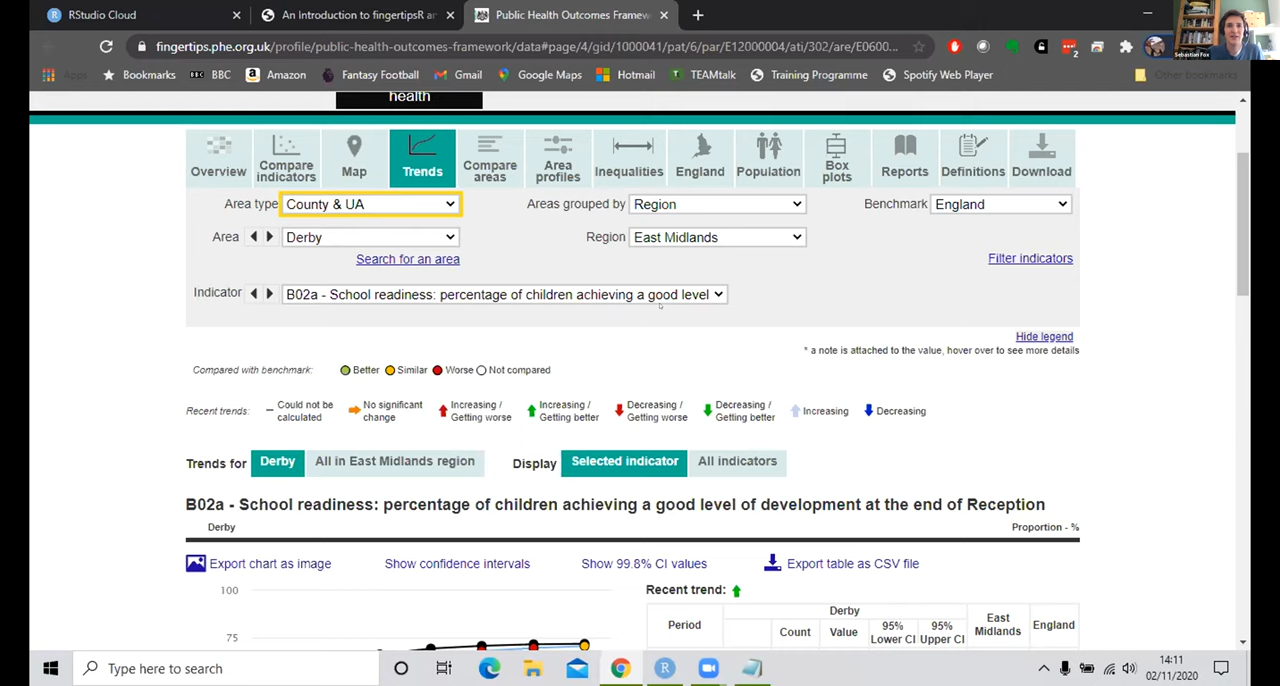 RStudio Cloud
An Introduction to fingertipsR a
Public Health Outcomes Framew
fingertips.phe.org.uk/profile/public-health-outcomes-framework/data#page/4/gid/1000041/pat/6/par/E12000004/ati/302/are/E0600...
2
Sebastian Fox
Apps
Bookmarks
BBC
BBC
Amazon
Fantasy Football
Gmail
Google Maps
Hotmail
TEAMtalk
Training Programme
Spotify Web Player
Other bookmarks
health
Overview
Compare indicators
Map
Trends
Compare areas
Area profiles
Inequalities
England
Population
Box plots
Reports
Definitions
Download
Area type County & UA
Areas grouped by Region
Benchmark England
Area Derby
Region East Midlands
Search for an area
Filter indicators
Indicator B02a - School readiness: percentage of children achieving a good level
Hide legend
* a note is attached to the value, hover over to see more details
Compared with benchmark: Better Similar Worse Not compared
Recent trends: Could not be calculated
No significant change
Increasing / Getting worse
Increasing / Getting better
Decreasing / Getting worse
Decreasing / Getting better
Increasing
Decreasing
Trends for Derby All in East Midlands region
Display Selected indicator All indicators
B02a - School readiness: percentage of children achieving a good level of development at the end of Reception
Derby
Proportion - %
Export chart as image
Show confidence intervals
Show 99.8% CI values
Export table as CSV file
100
75
Recent trend:
Period
Derby
Count
Value
95% Lower CI
95% Upper CI
East Midlands
England
Type here to search
14:11
02/11/2020